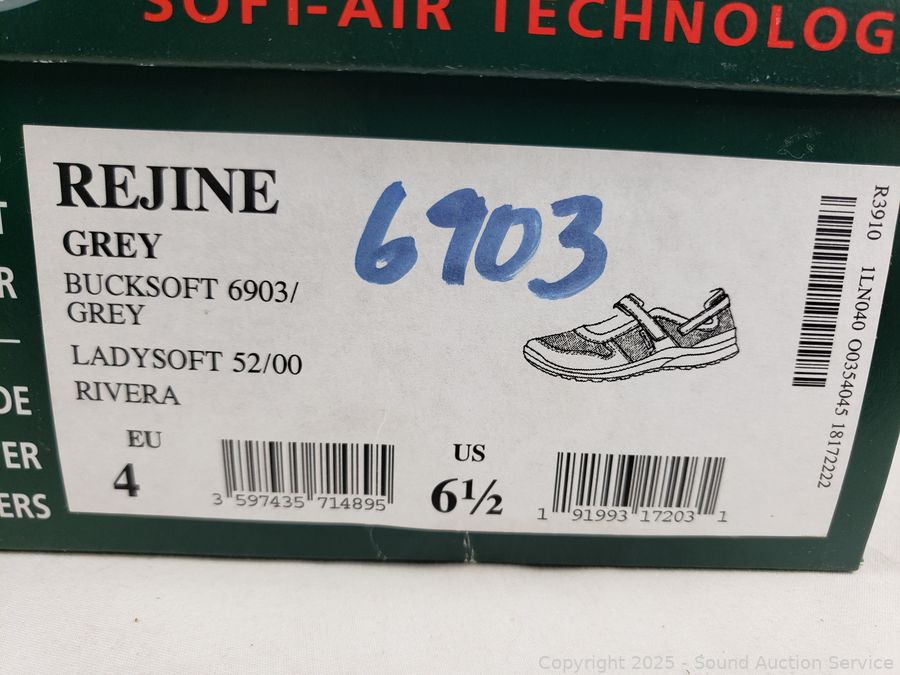 SOFT-AIR TECHNOLOG
REJINE
GREY
BUCKSOFT 6903/
GREY
LADYSOFT 52/00
RIVERA
6903
EU
4
3 597435 714895
US
6½
1 91993 17203 1
R3910 1LN040 O0354045 18172222
R
DE
ER
ERS
Copyright 2025 - Sound Auction Service